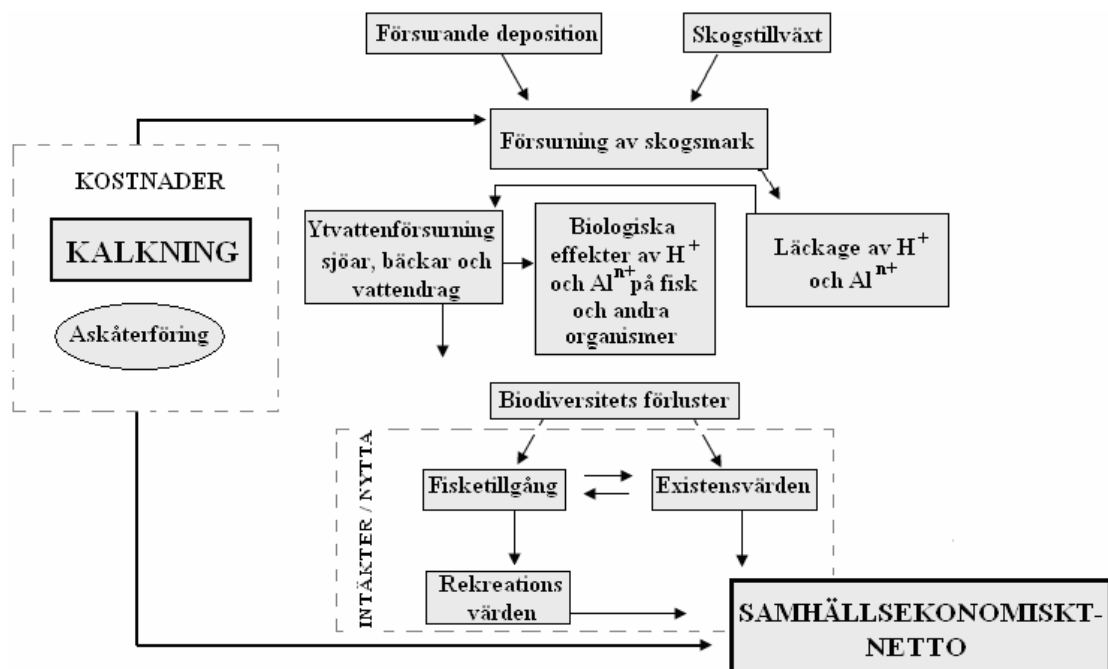 Försurande deposition
Skogstillväxt
Försurning av skogsmark
KOSTNADER
KALKNING
Askåterföring
Ytvattenförsurning
sjöar, bäckar och
vattendrag
Biologiska
effekter av H⁺
och Alⁿ⁺på fisk
och andra
organismer
Läckage av H⁺
och Alⁿ⁺
Biodiversitets förluster
INTÄKTER / NYTTA
Fisketillgång
Existensvärden
Rekreations
värden
SAMHÄLLSEKONOMISKT-
NETTO